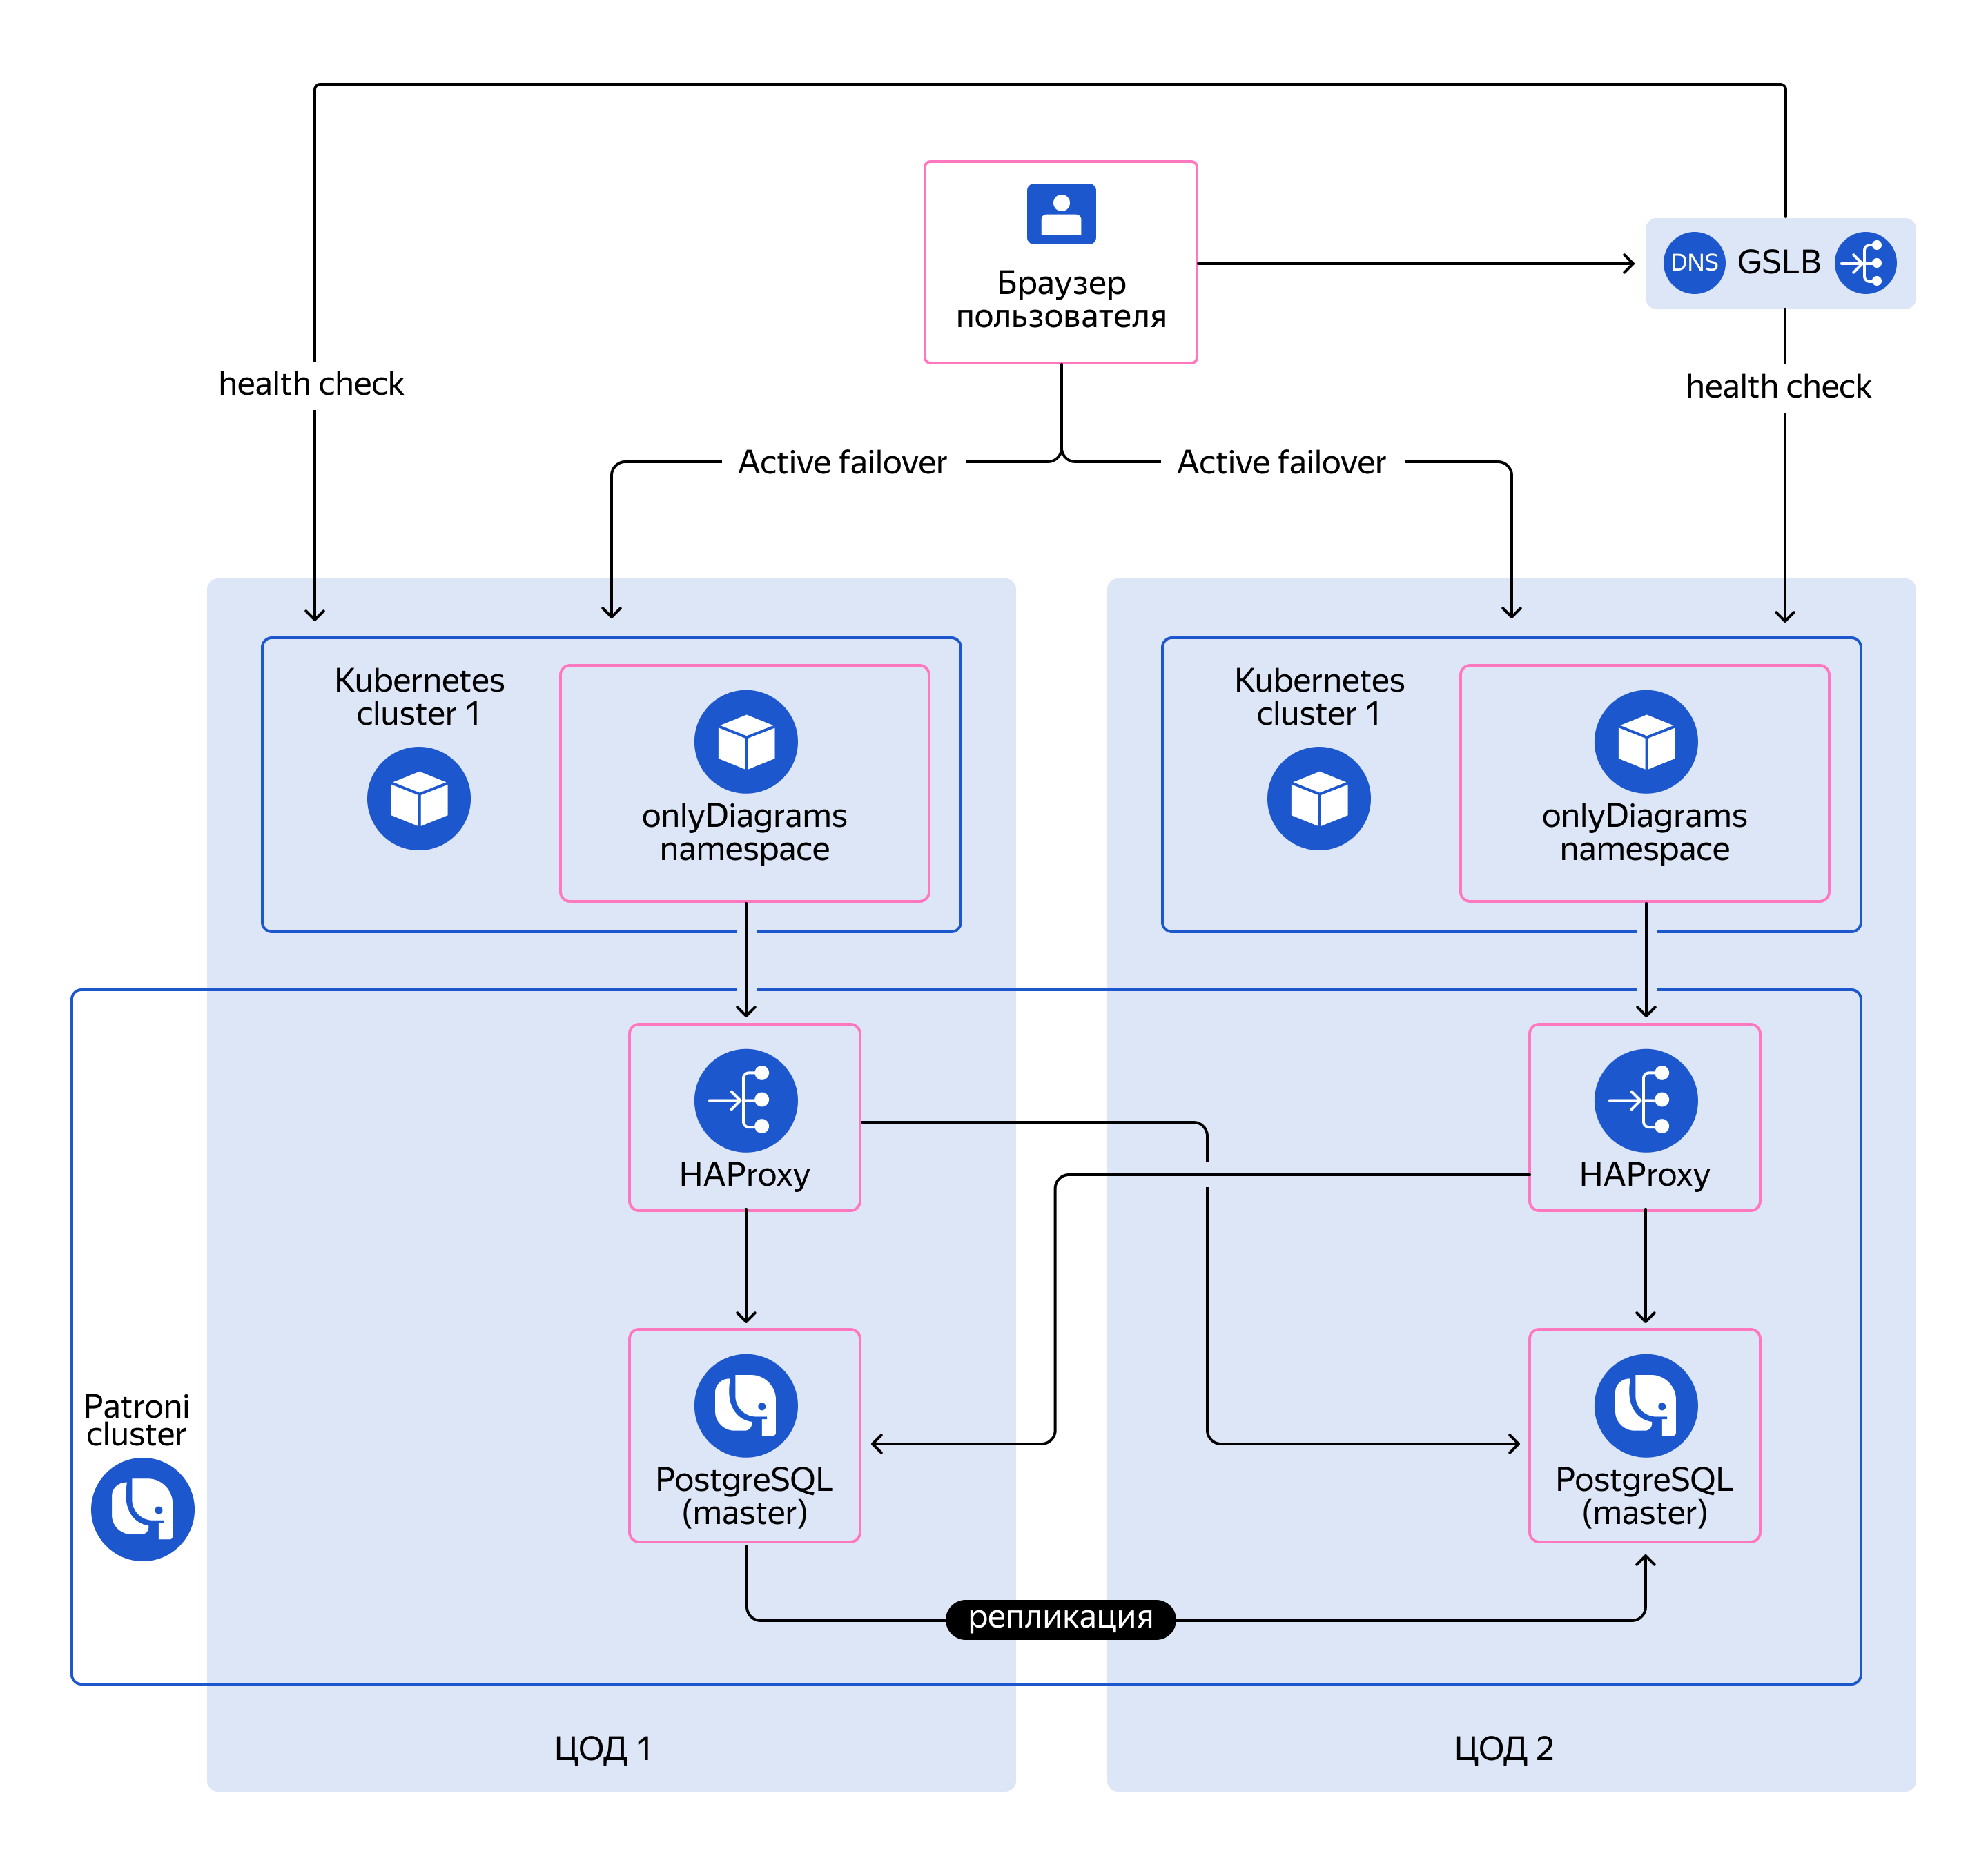 Браузер
пользователя
DNS
GSLB
health check
health check
Active failover
Active failover
Kubernetes
cluster 1
onlyDiagrams
namespace
Kubernetes
cluster 1
onlyDiagrams
namespace
HAProxy
HAProxy
Patroni
cluster
PostgreSQL
(master)
PostgreSQL
(master)
репликация
ЦОД 1
ЦОД 2